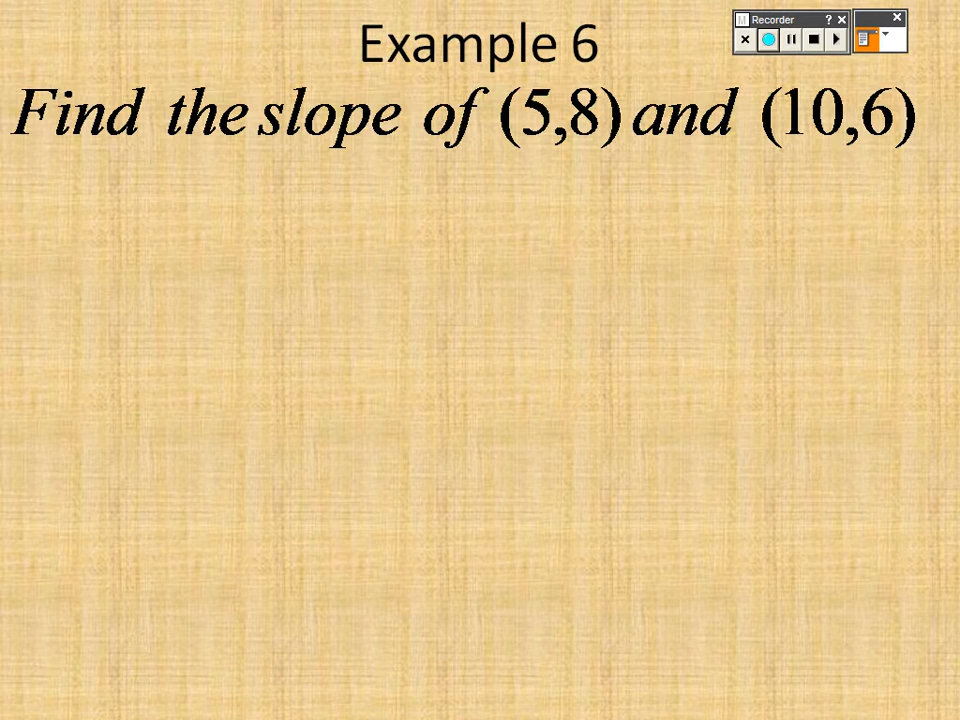 Example 6
M Recorder ? ×
Find the slope of (5,8) and (10,6)